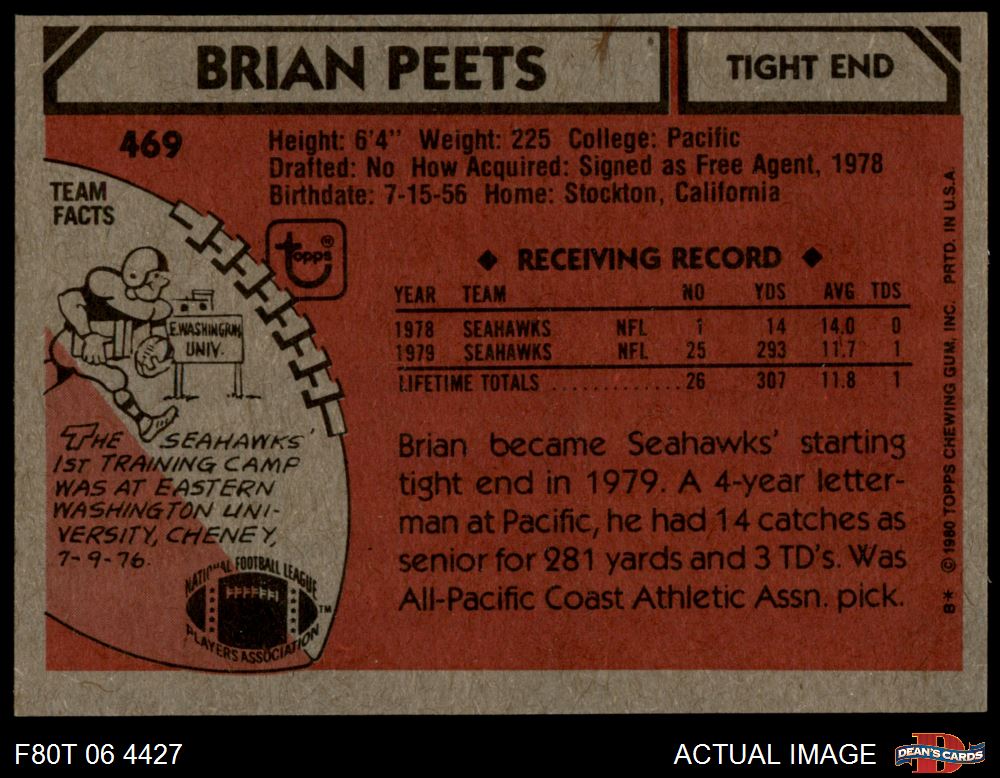 BRIAN PEETS
TIGHT END
469
Height: 6'4" Weight: 225 College: Pacific
Drafted: No How Acquired: Signed as Free Agent, 1978
Birthdate: 7-15-56 Home: Stockton, California
TEAM
FACTS
topps®
E.WASHINGTON
UNIV.
THE SEAHAWKS'
1ST TRAINING CAMP
WAS AT EASTERN
WASHINGTON UNI-
VERSITY, CHENEY,
7-9-76.
NATIONAL FOOTBALL LEAGUE
PLAYERS ASSOCIATION
TM
◆ RECEIVING RECORD ◆
YEAR TEAM NO YDS AVG TDS
1978 SEAHAWKS NFL 1 14 14.0 0
1979 SEAHAWKS NFL 25 293 11.7 1
LIFETIME TOTALS ............ 26 307 11.8 1
Brian became Seahawks' starting
tight end in 1979. A 4-year letter-
man at Pacific, he had 14 catches as
senior for 281 yards and 3 TD's. Was
All-Pacific Coast Athletic Assn. pick.
B* © 1980 TOPPS CHEWING GUM, INC. PRTD. IN U.S.A.
F80T 06 4427
ACTUAL IMAGE
D
DEAN'S CARDS